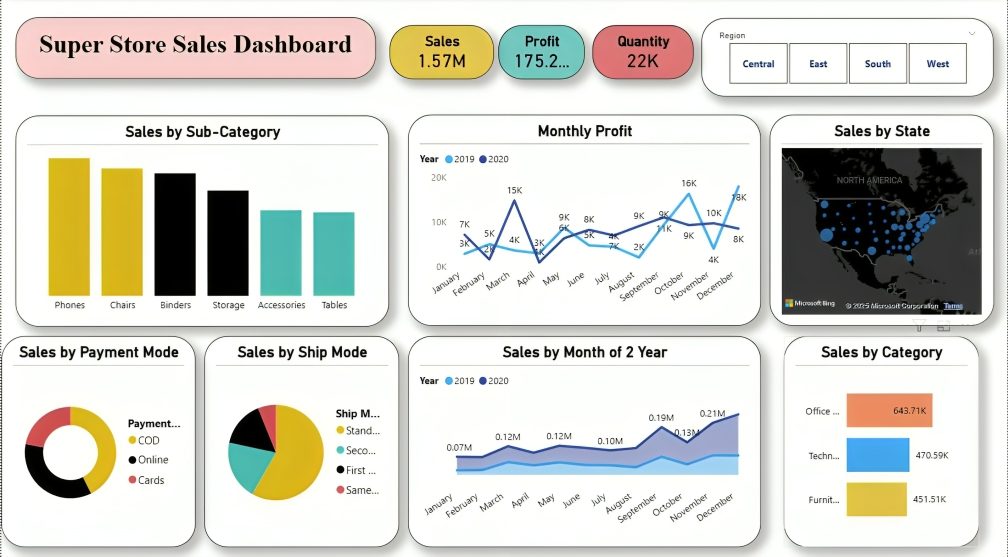 Super Store Sales Dashboard
Sales
1.57M
Profit
175.2...
Quantity
22K
Region
Central
East
South
West
Sales by Sub-Category
Phones
Chairs
Binders
Storage
Accessories
Tables
Monthly Profit
Year 2019 2020
20K
10K
0K
7K
3K
5K
2K
15K
4K
3K
1K
9K
6K
8K
5K
4K
7K
9K
2K
9K
11K
16K
9K
10K
4K
18K
8K
January
February
March
April
May
June
July
August
September
October
November
December
Sales by State
NORTH AMERICA
Microsoft Bing
© 2025 Microsoft Corporation Terms
Sales by Payment Mode
Payment...
COD
Online
Cards
Sales by Ship Mode
Ship M...
Stand...
Seco...
First ...
Same...
Sales by Month of 2 Year
Year 2019 2020
0.07M
0.12M
0.12M
0.10M
0.19M
0.13M
0.21M
January
February
March
April
May
June
July
August
September
October
November
December
Sales by Category
Office ...
643.71K
Techn...
470.59K
Furnit...
451.51K